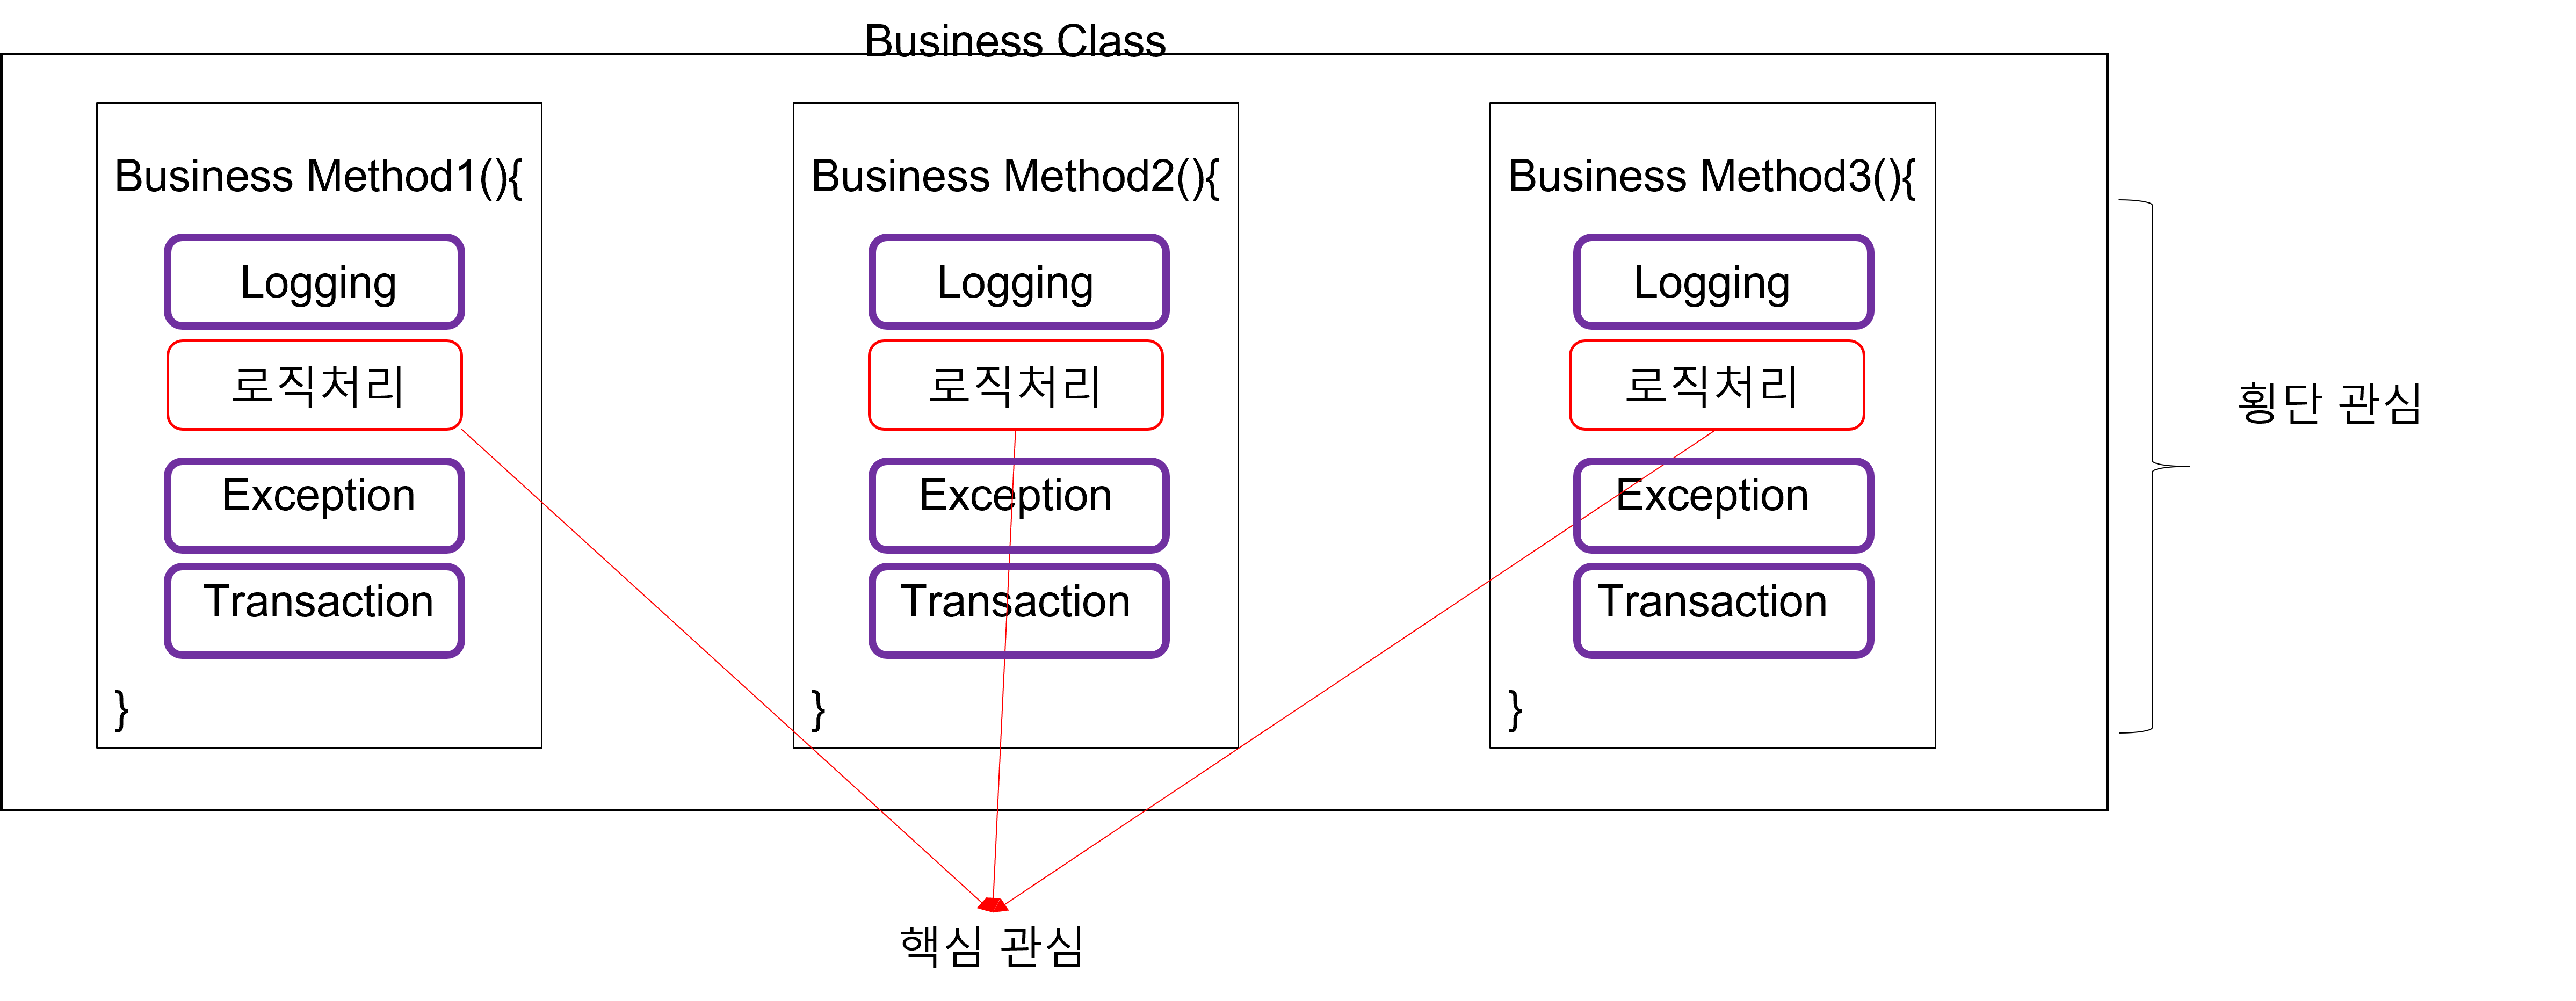 Business Class
Business Method1(){
Logging
로직처리
Exception
Transaction
}
Business Method2(){
Logging
로직처리
Exception
Transaction
}
Business Method3(){
Logging
로직처리
Exception
Transaction
}
횡단 관심
핵심 관심